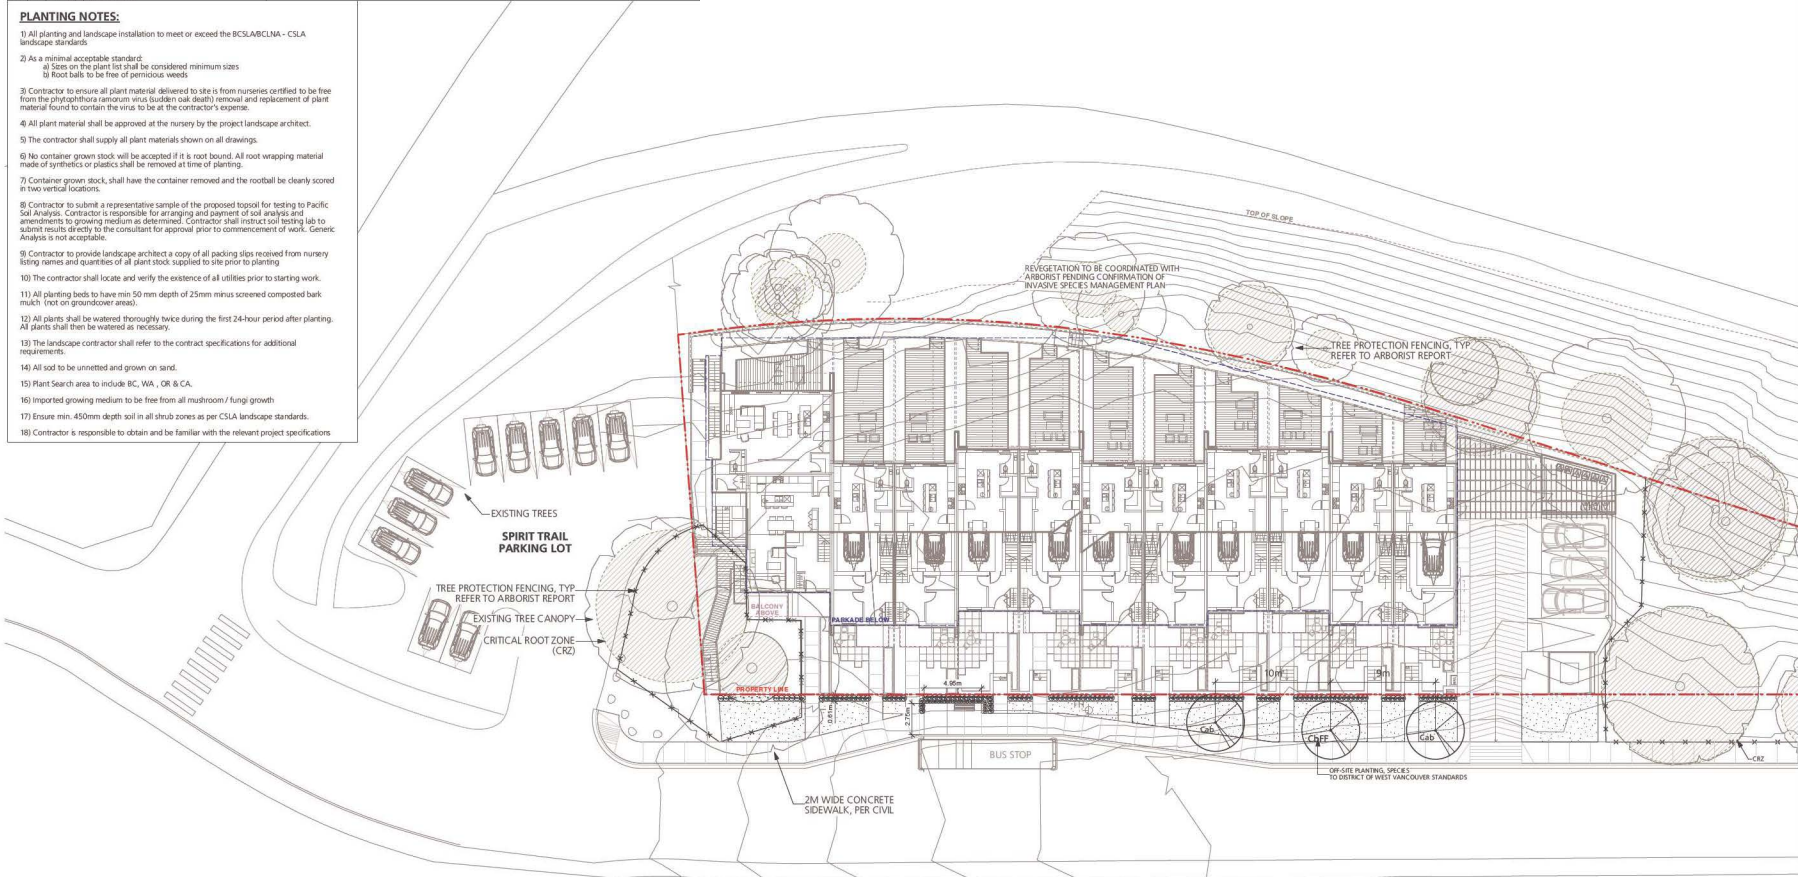 PLANTING NOTES:
1) All planting and landscape installation to meet or exceed the BCSLA/BCLNA - CSLA
landscape standards
2) As a minimal acceptable standard:
a) Sizes on the plant list shall be considered minimum sizes
b) Root balls to be free of pernicious weeds
3) Contractor to ensure all plant material delivered to site is from nurseries certified to be free
from the phytophthora ramorum virus (sudden oak death) removal and replacement of plant
material found to contain the virus to be at the contractor's expense.
4) All plant material shall be approved at the nursery by the project landscape architect.
5) The contractor shall supply all plant materials shown on all drawings.
6) No container grown stock will be accepted if it is root bound. All root wrapping material
made of synthetics or plastics shall be removed at time of planting.
7) Container grown stock, shall have the container removed and the rootball be cleanly scored
in two vertical locations.
8) Contractor to submit a representative sample of the proposed topsoil for testing to Pacific
Soil Analysis. Contractor is responsible for arranging and payment of soil analysis and
amendments to growing medium as determined. Contractor shall instruct soil testing lab to
submit results directly to the consultant for approval prior to commencement of work. Generic
Analysis is not acceptable.
9) Contractor to provide landscape architect a copy of all packing slips received from nursery
listing names and quantities of all plant stock supplied to site prior to planting
10) The contractor shall locate and verify the existence of all utilities prior to starting work.
11) All planting beds to have min 50 mm depth of 25mm minus screened composted bark
mulch (not on groundcover areas).
12) All plants shall be watered thoroughly twice during the first 24-hour period after planting.
All plants shall then be watered as necessary.
13) The landscape contractor shall refer to the contract specifications for additional
requirements.
14) All sod to be unnetted and grown on sand.
15) Plant Search area to include BC, WA , OR & CA.
16) Imported growing medium to be free from all mushroom / fungi growth
17) Ensure min. 450mm depth soil in all shrub zones as per CSLA landscape standards.
18) Contractor is responsible to obtain and be familiar with the relevant project specifications
TOP OF SLOPE
REVEGETATION TO BE COORDINATED WITH
ARBORIST PENDING CONFIRMATION OF
INVASIVE SPECIES MANAGEMENT PLAN
TREE PROTECTION FENCING, TYP
REFER TO ARBORIST REPORT
EXISTING TREES
SPIRIT TRAIL
PARKING LOT
TREE PROTECTION FENCING, TYP
REFER TO ARBORIST REPORT
EXISTING TREE CANOPY
CRITICAL ROOT ZONE
(CRZ)
BALCONY
ABOVE
PARKADE BELOW
PROPERTY LINE
4.95m
10m
9m
0.61m
2.75m
Cab
ChFF
Cab
BUS STOP
CRZ
OFF-SITE PLANTING, SPECIES
TO DISTRICT OF WEST VANCOUVER STANDARDS
2M WIDE CONCRETE
SIDEWALK, PER CIVIL